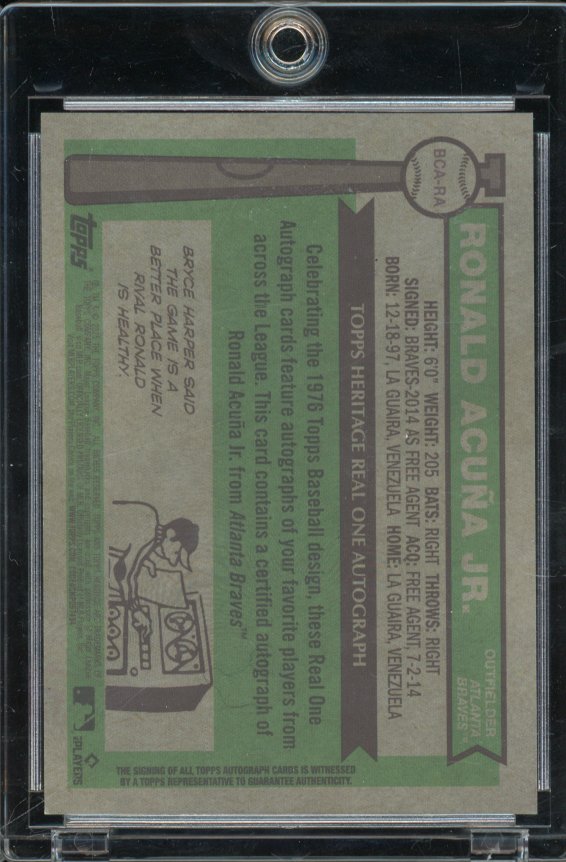 BCA-RA
RONALD ACUÑA JR.
OUTFIELDER
ATLANTA
BRAVES™
HEIGHT: 6'0" WEIGHT: 205 BATS: RIGHT THROWS: RIGHT
SIGNED: BRAVES-2014 AS FREE AGENT ACQ: FREE AGENT, 7-2-14
BORN: 12-18-97, LA GUAIRA, VENEZUELA HOME: LA GUAIRA, VENEZUELA
TOPPS HERITAGE REAL ONE AUTOGRAPH
Celebrating the 1976 Topps Baseball design, these Real One
Autograph cards feature autographs of your favorite players from
across the League. This card contains a certified autograph of
Ronald Acuña Jr. from Atlanta Braves™
BRYCE HARPER SAID
THE GAME IS A
BETTER PLACE WHEN
RIVAL RONALD
IS HEALTHY.
THE SIGNING OF ALL TOPPS AUTOGRAPH CARDS IS WITNESSED
BY A TOPPS REPRESENTATIVE TO GUARANTEE AUTHENTICITY.
topps
PLAYERS